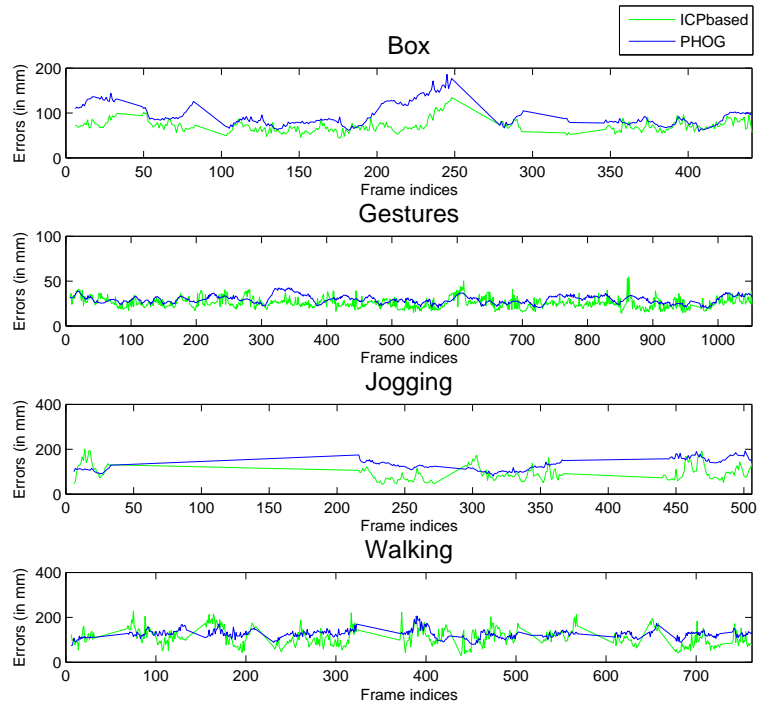 ICPbased
PHOG
Box
200
100
0
Errors (in mm)
0 50 100 150 200 250 300 350 400
Frame indices
Gestures
100
50
0
Errors (in mm)
0 100 200 300 400 500 600 700 800 900 1000
Frame indices
Jogging
400
200
0
Errors (in mm)
0 50 100 150 200 250 300 350 400 450 500
Frame indices
Walking
400
200
0
Errors (in mm)
0 100 200 300 400 500 600 700
Frame indices